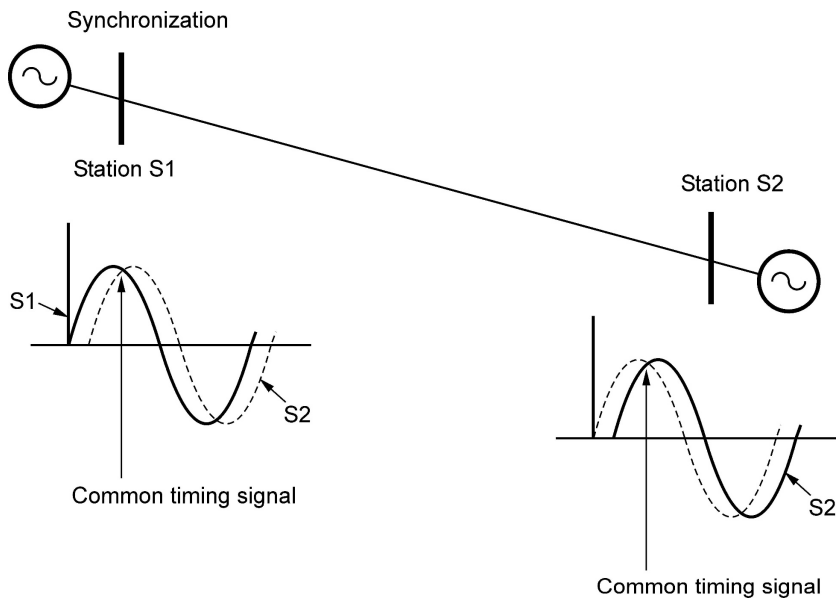 Synchronization
Station S1
Station S2
S1
S2
Common timing signal
S2
Common timing signal